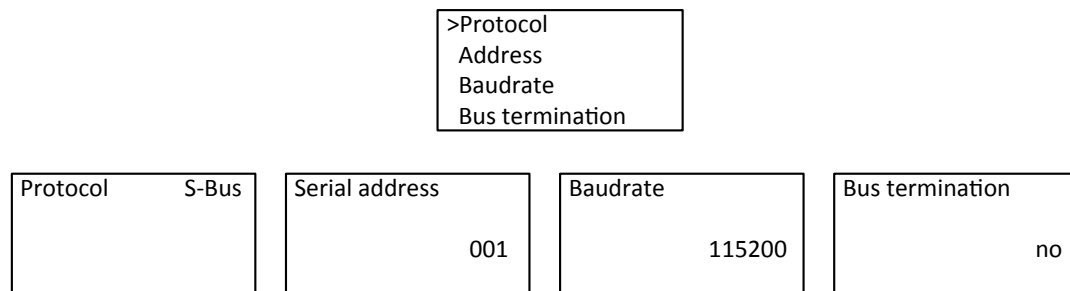 >Protocol
Address
Baudrate
Bus termination
Protocol S-Bus
Serial address
001
Baudrate
115200
Bus termination
no